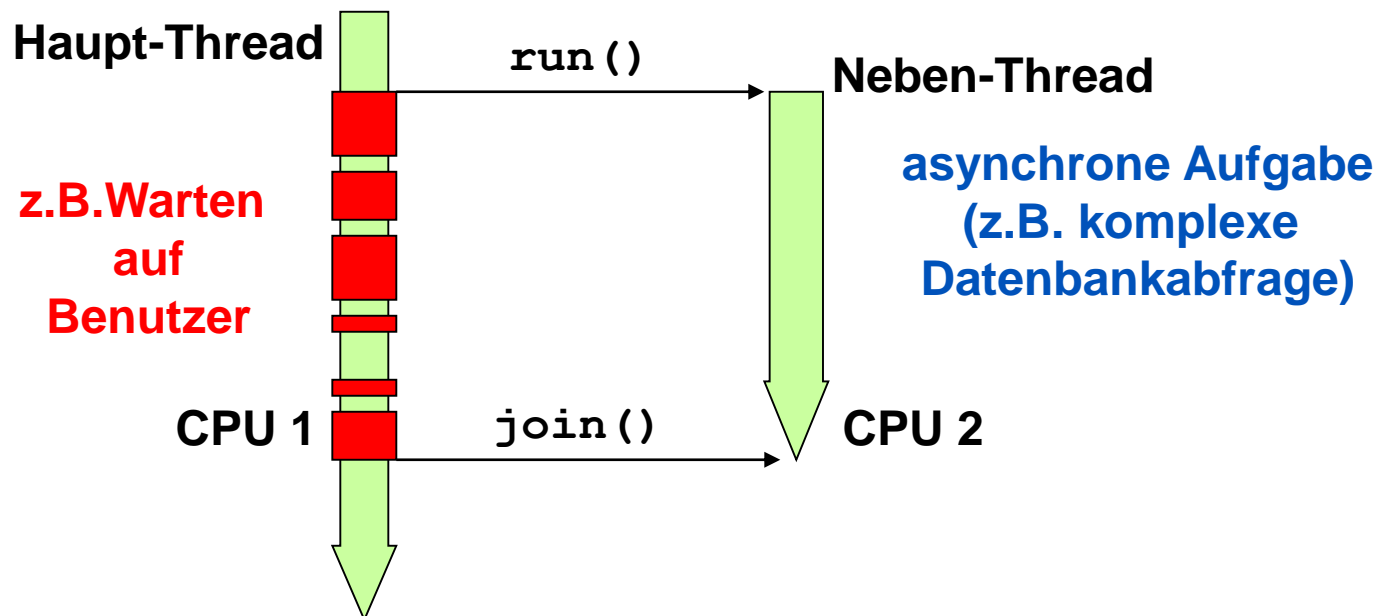 Haupt-Thread
run()
Neben-Thread
asynchrone Aufgabe
(z.B. komplexe
Datenbankabfrage)
z.B.Warten
auf
Benutzer
CPU 1
join()
CPU 2